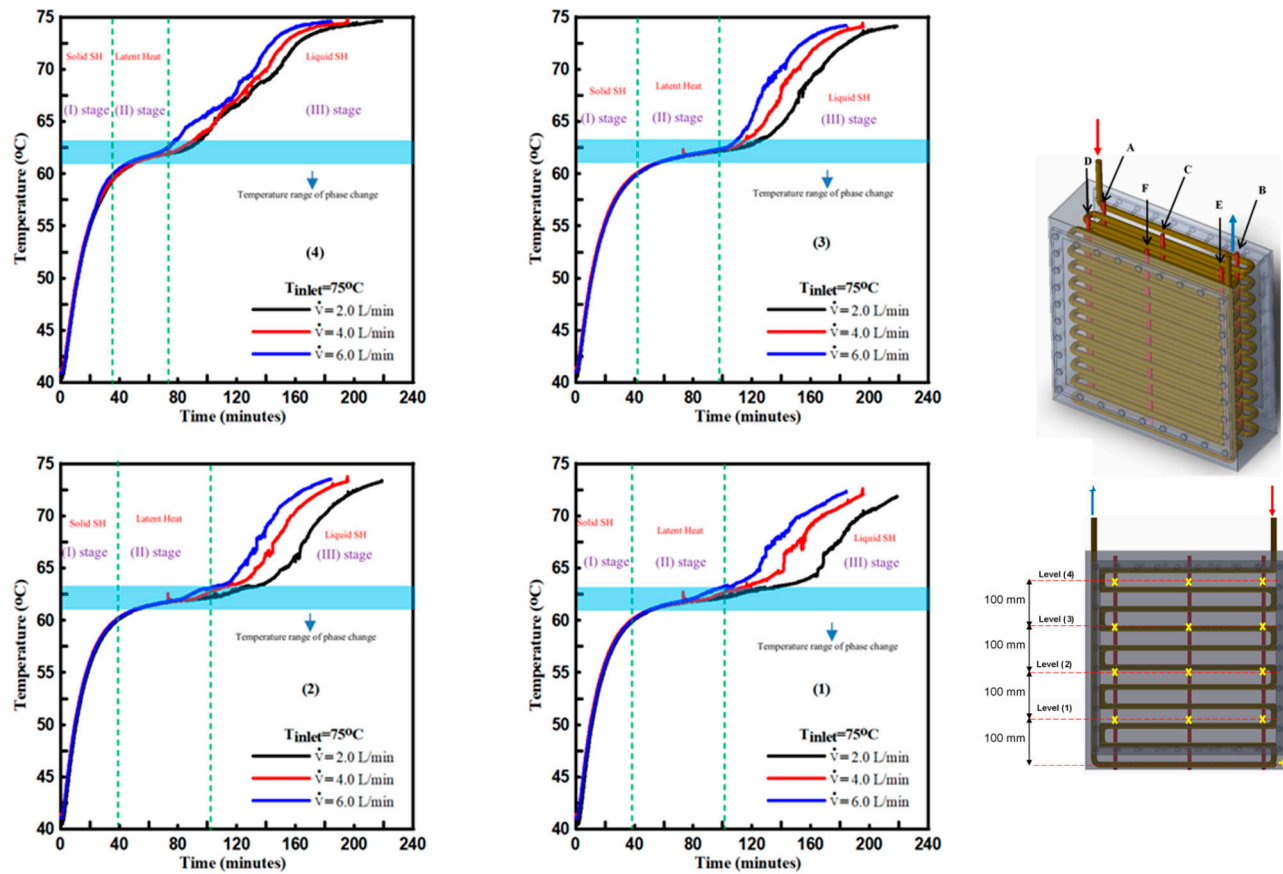 75
70
65
60
55
50
45
40
Temperature (ºC)
Solid SH
Latent Heat
Liquid SH
(I) stage
(II) stage
(III) stage
Temperature range of phase change
(4)
Tinlet=75ºC
V̇= 2.0 L/min
V̇= 4.0 L/min
V̇= 6.0 L/min
0 40 80 120 160 200 240
Time (minutes)
75
70
65
60
55
50
45
40
Temperature (ºC)
Latent Heat
Solid SH
Liquid SH
(II) stage
(I) stage
(III) stage
Temperature range of phase change
(3)
Tinlet=75ºC
V̇= 2.0 L/min
V̇= 4.0 L/min
V̇= 6.0 L/min
0 40 80 120 160 200 240
Time (minutes)
D
A
C
F
B
E
75
70
65
60
55
50
45
40
Temperature (ºC)
Solid SH
Latent Heat
Liquid SH
(I) stage
(II) stage
(III) stage
Temperature range of phase change
(2)
Tinlet=75ºC
V̇= 2.0 L/min
V̇= 4.0 L/min
V̇= 6.0 L/min
0 40 80 120 160 200 240
Time (minutes)
75
70
65
60
55
50
45
40
Temperature (ºC)
Solid SH
Latent Heat
Liquid SH
(I) stage
(II) stage
(III) stage
Temperature range of phase change
(1)
Tinlet=75ºC
V̇= 2.0 L/min
V̇= 4.0 L/min
V̇= 6.0 L/min
0 40 80 120 160 200 240
Time (minutes)
Level (4)
100 mm
Level (3)
100 mm
Level (2)
100 mm
Level (1)
100 mm